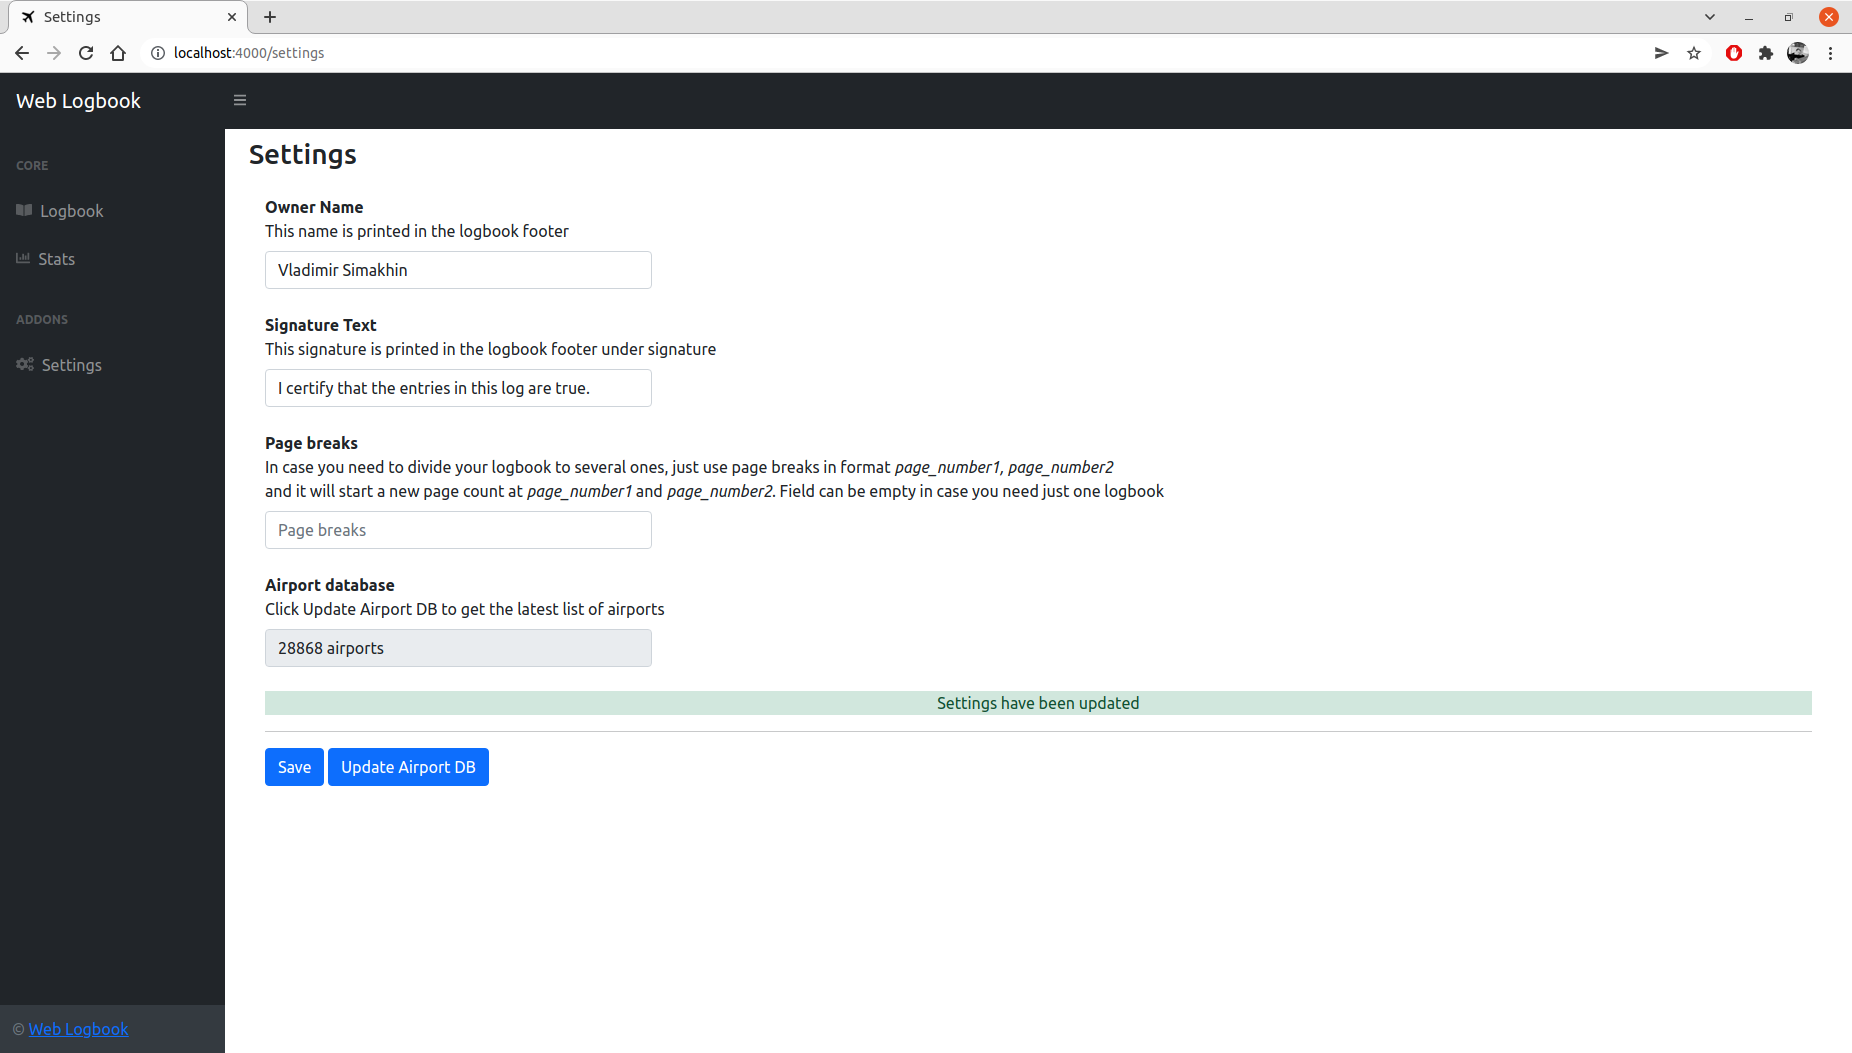 Settings
localhost:4000/settings
Web Logbook
CORE
Logbook
Stats
ADDONS
Settings
© Web Logbook
Settings
Owner Name
This name is printed in the logbook footer
Vladimir Simakhin
Signature Text
This signature is printed in the logbook footer under signature
I certify that the entries in this log are true.
Page breaks
In case you need to divide your logbook to several ones, just use page breaks in format page_number1, page_number2
and it will start a new page count at page_number1 and page_number2. Field can be empty in case you need just one logbook
Page breaks
Airport database
Click Update Airport DB to get the latest list of airports
28868 airports
Settings have been updated
Save Update Airport DB